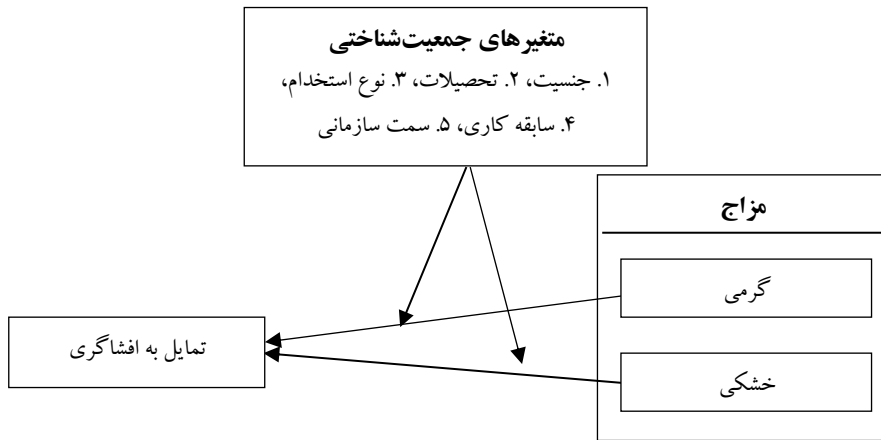 متغیرهای جمعیت‌شناختی
۱. جنسیت، ۲. تحصیلات، ۳. نوع استخدام،
۴. سابقه کاری، ۵. سمت سازمانی
مزاج
گرمی
خشکی
تمایل به افشاگری